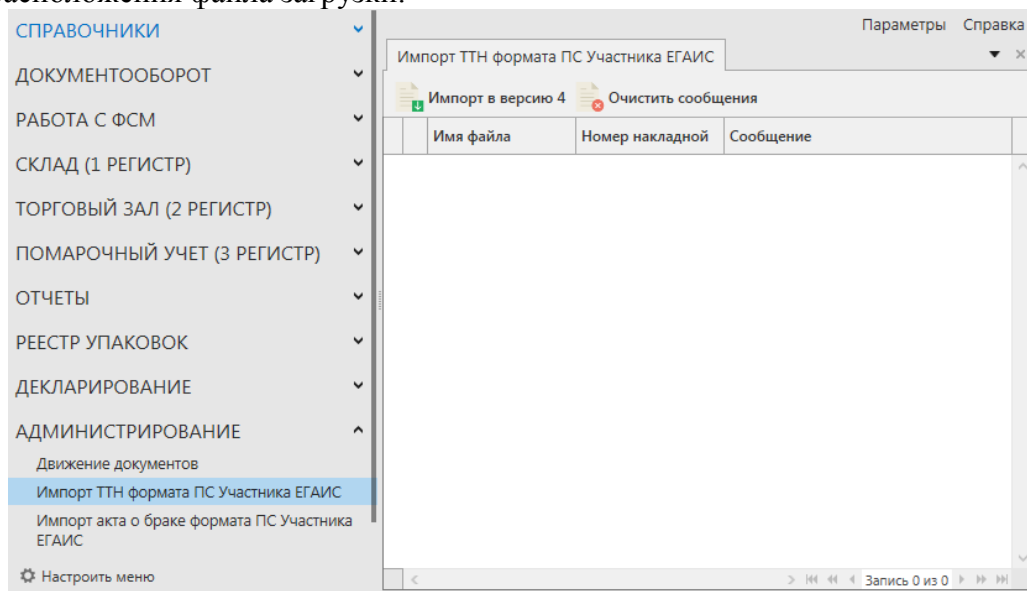 расположения файла загрузки.
СПРАВОЧНИКИ
ДОКУМЕНТООБОРОТ
РАБОТА С ФСМ
СКЛАД (1 РЕГИСТР)
ТОРГОВЫЙ ЗАЛ (2 РЕГИСТР)
ПОМАРОЧНЫЙ УЧЕТ (3 РЕГИСТР)
ОТЧЕТЫ
РЕЕСТР УПАКОВОК
ДЕКЛАРИРОВАНИЕ
АДМИНИСТРИРОВАНИЕ
Движение документов
Импорт ТТН формата ПС Участника ЕГАИС
Импорт акта о браке формата ПС Участника
ЕГАИС
Настроить меню
Параметры Справка
Импорт ТТН формата ПС Участника ЕГАИС
Импорт в версию 4 Очистить сообщения
Имя файла Номер накладной Сообщение
Запись 0 из 0